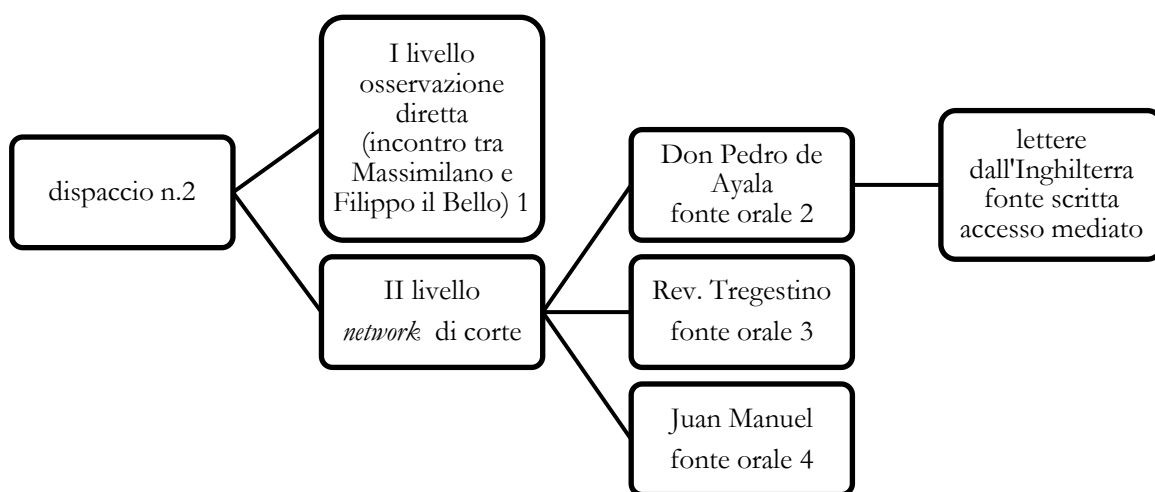 dispaccio n.2
I livello
osservazione
diretta
(incontro tra
Massimilano e
Filippo il Bello) 1
II livello
network di corte
Don Pedro de
Ayala
fonte orale 2
Rev. Tregestino
fonte orale 3
Juan Manuel
fonte orale 4
lettere
dall'Inghilterra
fonte scritta
accesso mediato